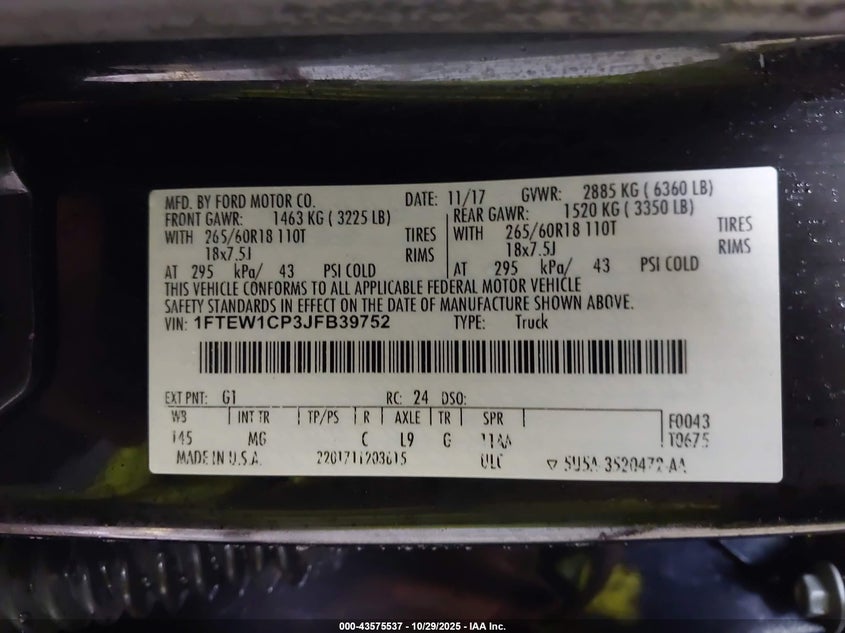 MFD. BY FORD MOTOR CO. DATE: 11/17 GVWR: 2885 KG ( 6360 LB)
FRONT GAWR: 1463 KG ( 3225 LB) REAR GAWR: 1520 KG ( 3350 LB)
WITH 265/60R18 110T TIRES WITH 265/60R18 110T TIRES
18x7.5J RIMS 18x7.5J RIMS
AT 295 kPa/ 43 PSI COLD AT 295 kPa/ 43 PSI COLD
THIS VEHICLE CONFORMS TO ALL APPLICABLE FEDERAL MOTOR VEHICLE
SAFETY STANDARDS IN EFFECT ON THE DATE OF MANUFACTURE SHOWN ABOVE.
VIN: 1FTEW1CP3JFB39752 TYPE: Truck
EXT PNT: G1 RC: 24 DSO:
WB INT TR TP/PS R AXLE TR SPR F0043
145 MG C L9 G 11AA T0675
MADE IN U.S.A. 2201711203615 ULC
000-43575537 - 10/29/2025 - IAA Inc.